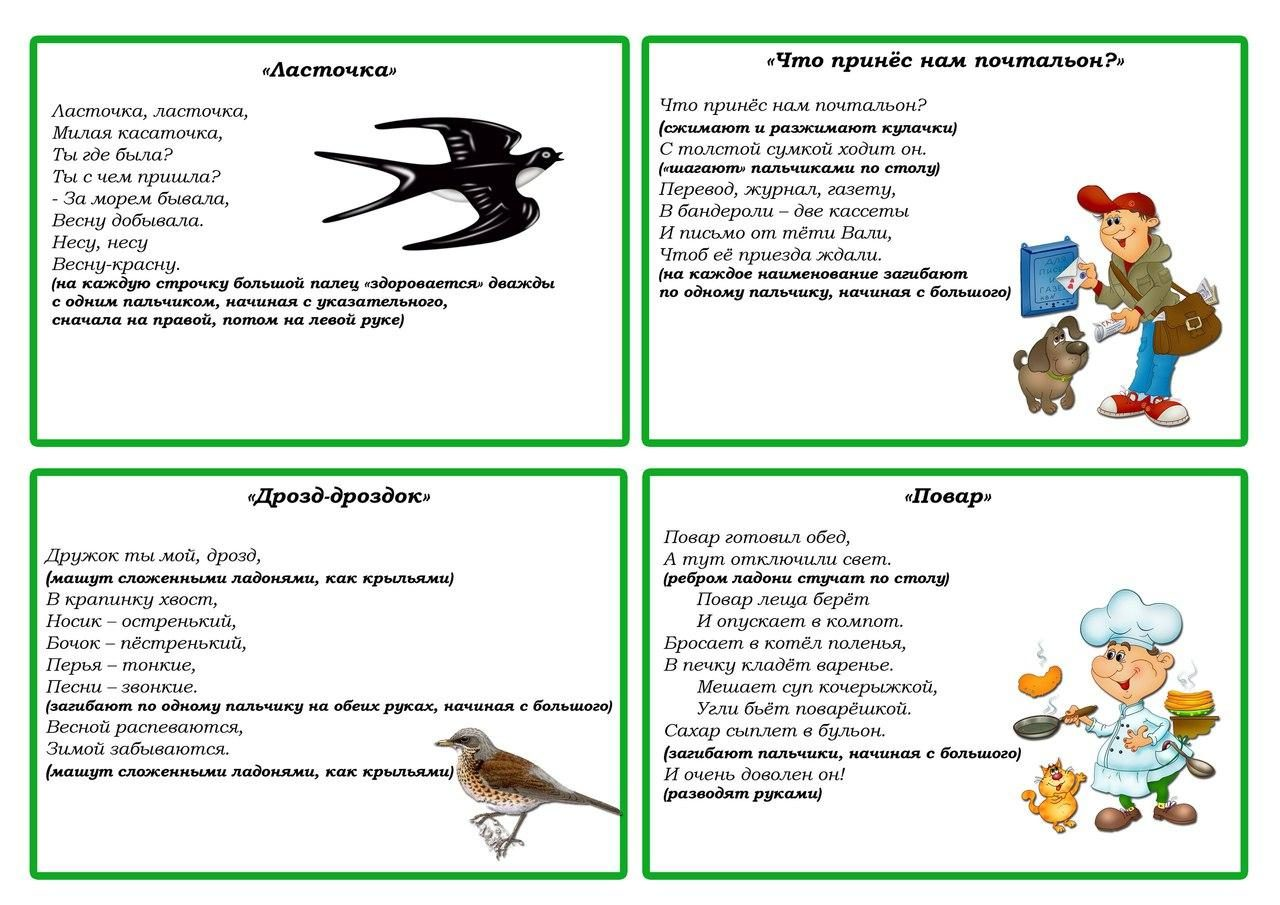 «Ласточка»
Ласточка, ласточка,
Милая касаточка,
Ты где была?
Ты с чем пришла?
- За морем бывала,
Весну добывала.
Несу, несу
Весну-красну.
(на каждую строчку большой палец «здоровается» дважды
с одним пальчиком, начиная с указательного,
сначала на правой, потом на левой руке)
«Что принёс нам почтальон?»
Что принёс нам почтальон?
(сжимают и разжимают кулачки)
С толстой сумкой ходит он.
(«шагают» пальчиками по столу)
Перевод, журнал, газету,
В бандероли – две кассеты
И письмо от тёти Вали,
Чтоб её приезда ждали.
(на каждое наименование загибают
по одному пальчику, начиная с большого)
ДЛЯ
ПИСЕ
И
ГАЗЕ
«Дрозд-дроздок»
Дружок ты мой, дрозд,
(машут сложенными ладонями, как крыльями)
В крапинку хвост,
Носик – остренький,
Бочок – пёстренький,
Перья – тонкие,
Песни – звонкие.
(загибают по одному пальчику на обеих руках, начиная с большого)
Весной распеваются,
Зимой забываются.
(машут сложенными ладонями, как крыльями)
«Повар»
Повар готовил обед,
А тут отключили свет.
(ребром ладони стучат по столу)
Повар леща берёт
И опускает в компот.
Бросает в котёл поленья,
В печку кладёт варенье.
Мешает суп кочерыжкой,
Угли бьёт поварёшкой.
Сахар сыплет в бульон.
(загибают пальчики, начиная с большого)
И очень доволен он!
(разводят руками)